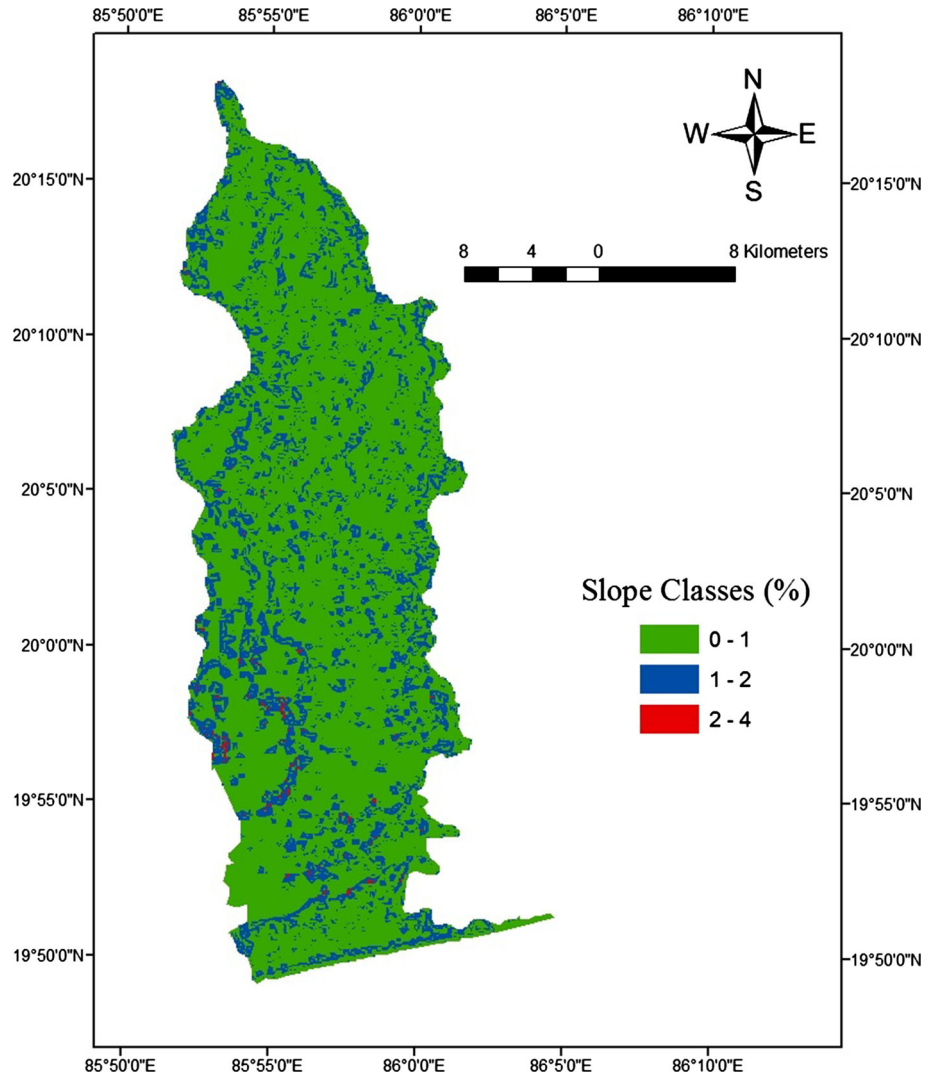 85°50'0"E 85°55'0"E 86°0'0"E 86°5'0"E 86°10'0"E
N
W E
S
20°15'0"N 20°15'0"N
8 4 0 8 Kilometers
20°10'0"N 20°10'0"N
20°5'0"N 20°5'0"N
Slope Classes (%)
0 - 1
20°0'0"N 20°0'0"N
1 - 2
2 - 4
19°55'0"N 19°55'0"N
19°50'0"N 19°50'0"N
85°50'0"E 85°55'0"E 86°0'0"E 86°5'0"E 86°10'0"E